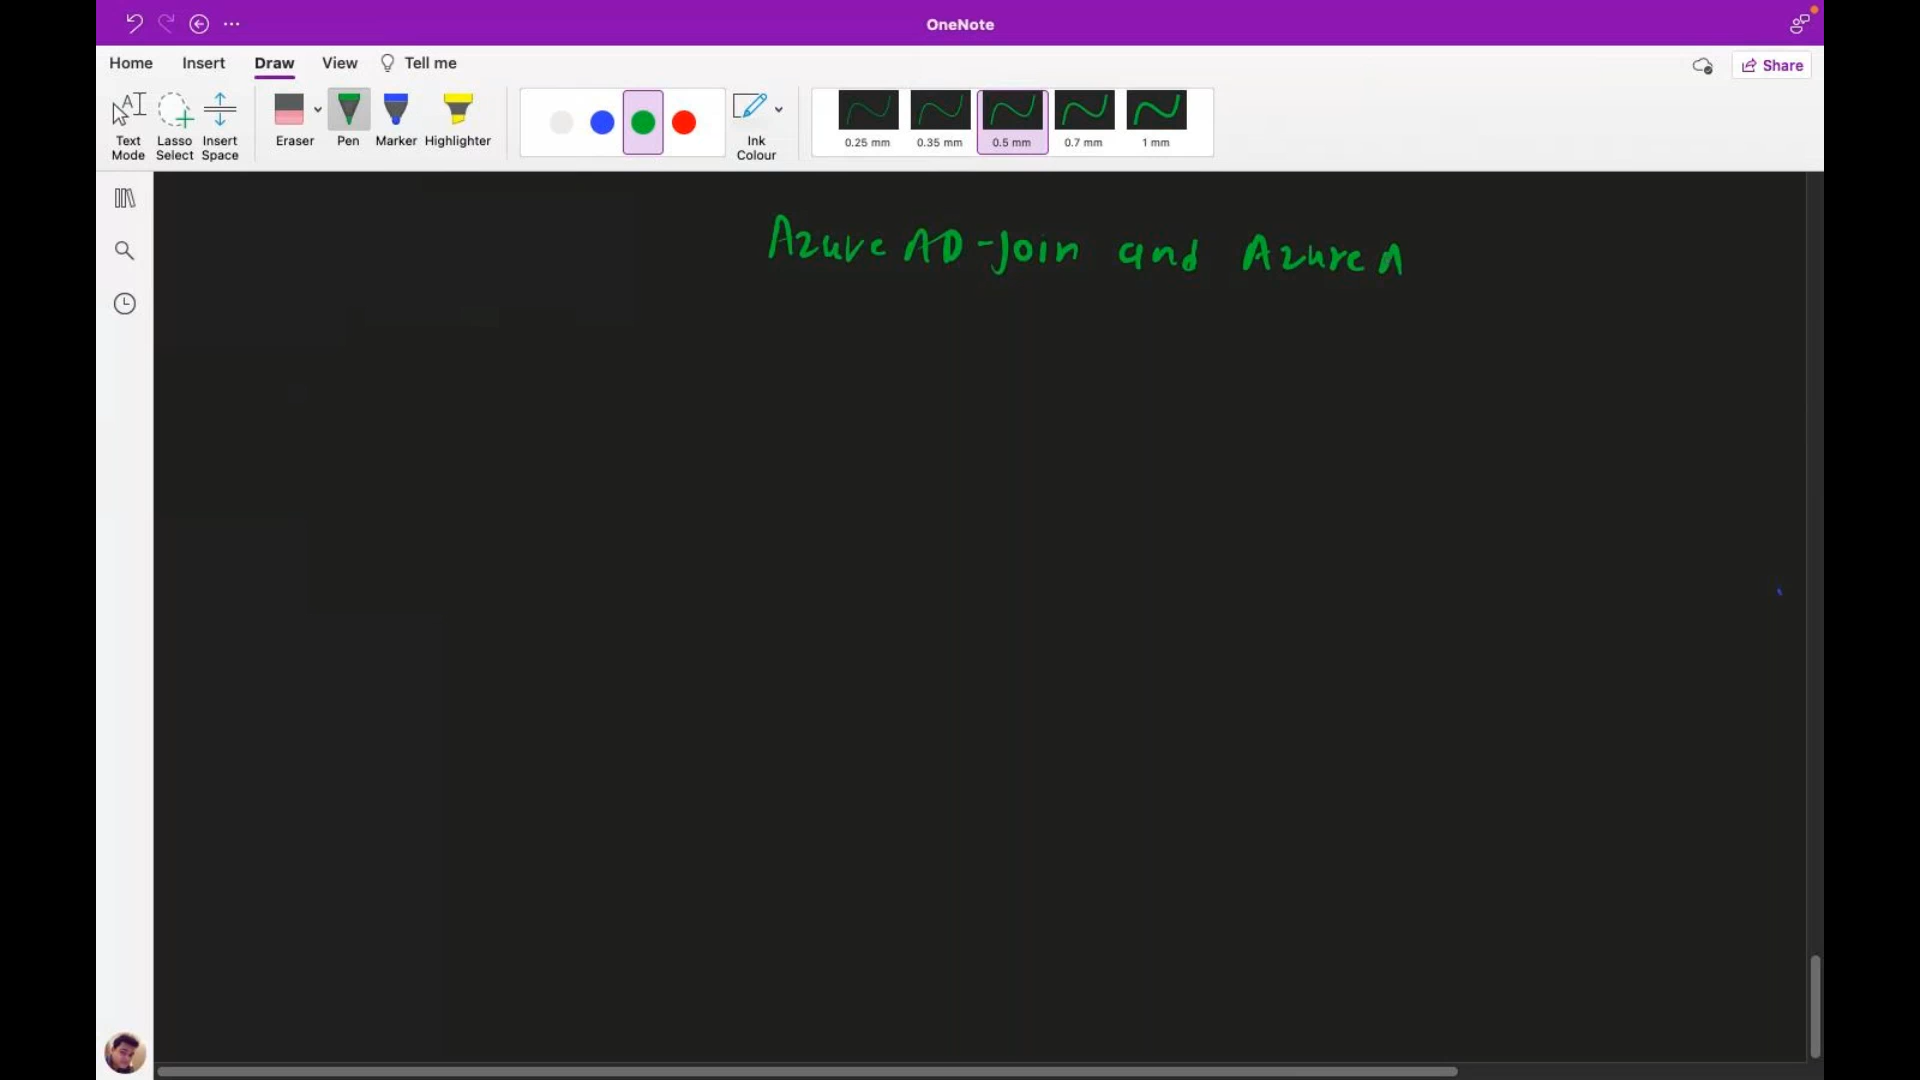 OneNote
Home Insert Draw View Tell me
Share
Text Mode
Lasso Select
Insert Space
Eraser
Pen
Marker
Highlighter
Ink Colour
0.25 mm
0.35 mm
0.5 mm
0.7 mm
1 mm
Azure AD-Join and Azure A